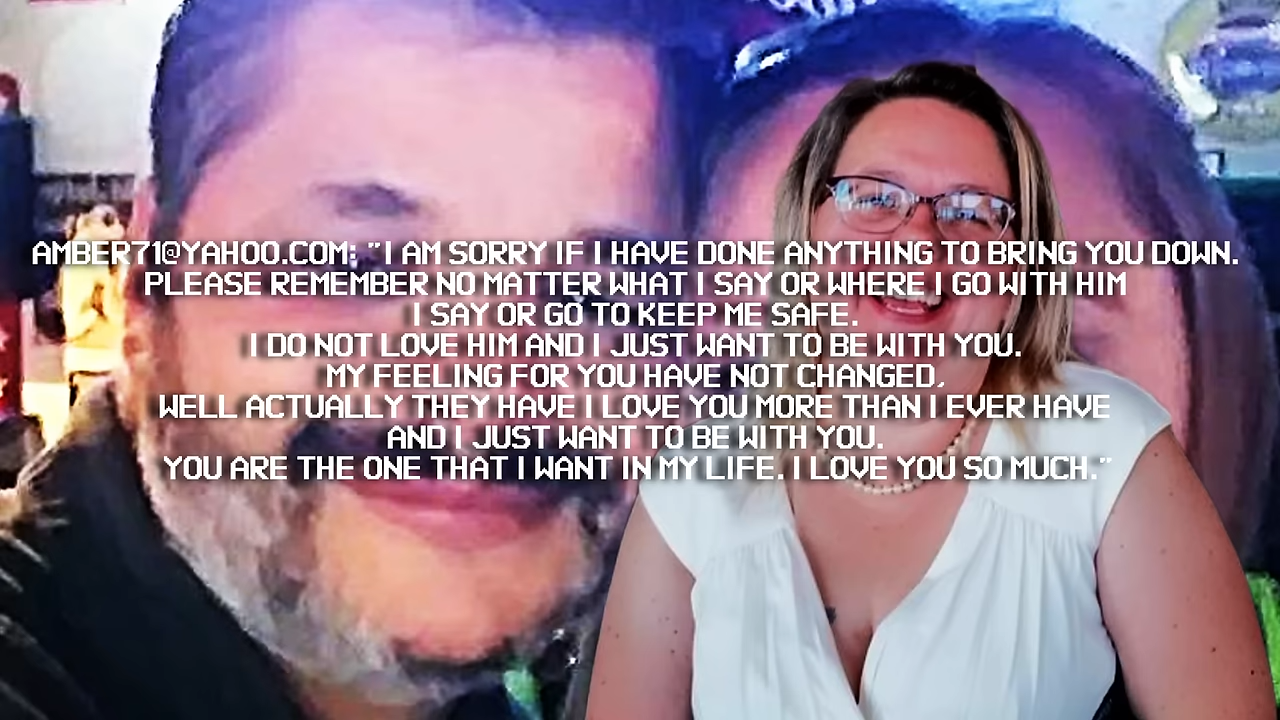 AMBER71@YAHOO.COM: "I AM SORRY IF I HAVE DONE ANYTHING TO BRING YOU DOWN.
PLEASE REMEMBER NO MATTER WHAT I SAY OR WHERE I GO WITH HIM
I SAY OR GO TO KEEP ME SAFE.
I DO NOT LOVE HIM AND I JUST WANT TO BE WITH YOU.
MY FEELING FOR YOU HAVE NOT CHANGED,
WELL ACTUALLY THEY HAVE I LOVE YOU MORE THAN I EVER HAVE
AND I JUST WANT TO BE WITH YOU.
YOU ARE THE ONE THAT I WANT IN MY LIFE. I LOVE YOU SO MUCH."